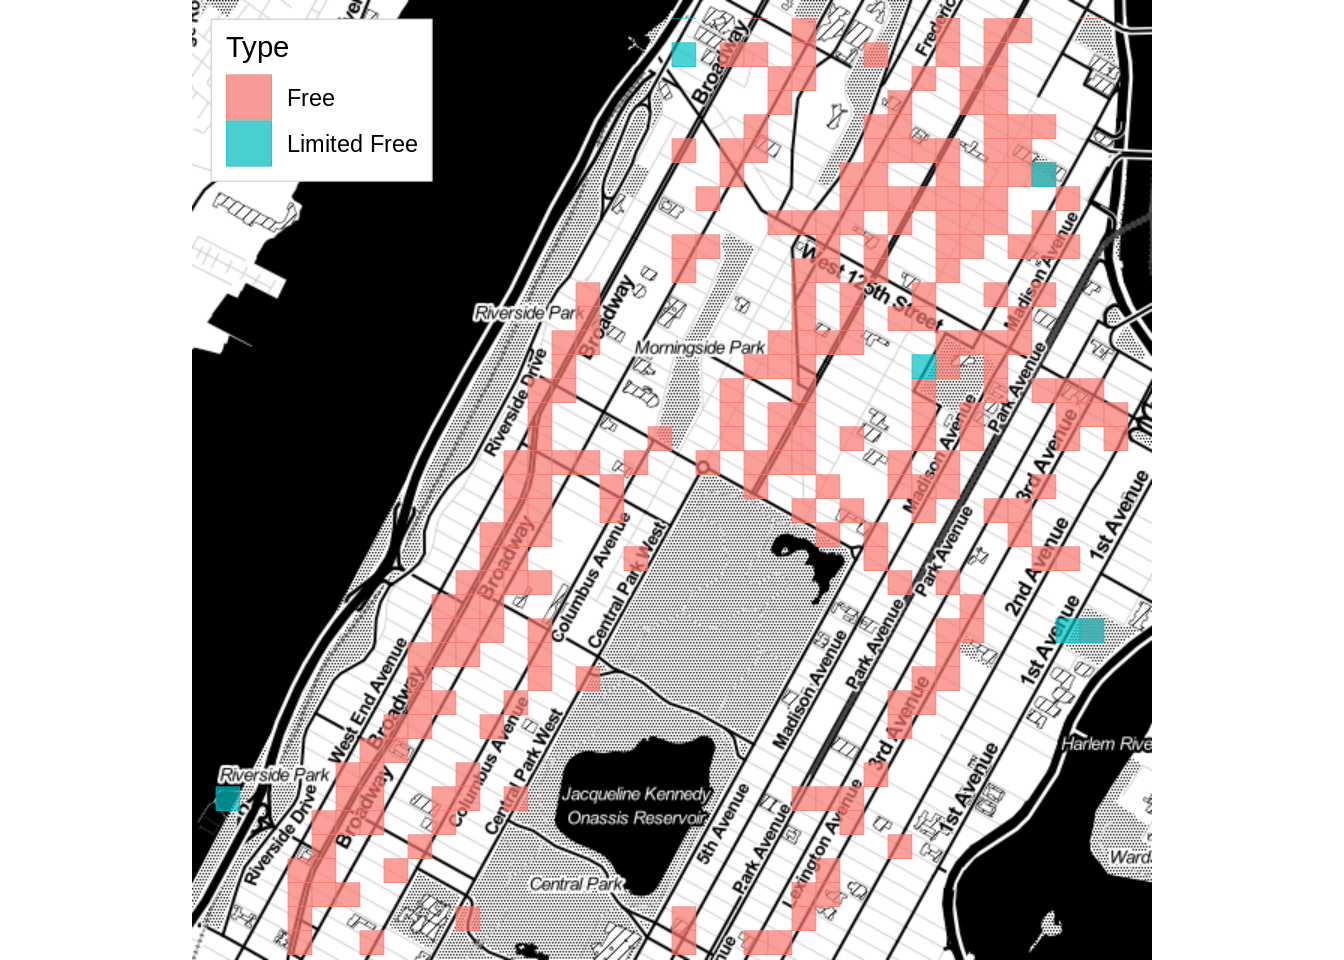 Type
Free
Limited Free
Broadway
Frederic
Madison Avenue
West 125th Street
Riverside Park
Broadway
Morningside Park
Riverside Drive
Park Avenue
Madison Avenue
3rd Avenue
1st Avenue
Broadway
Columbus Avenue
Central Park West
Park Avenue
2nd Avenue
1st Avenue
West End Avenue
Broadway
Madison Avenue
Park Avenue
3rd Avenue
Harlem Rive
Riverside Park
Columbus Avenue
Central Park West
Jacqueline Kennedy
Onassis Reservoir
1st Avenue
Broadway
Riverside Drive
5th Avenue
Park Avenue
Lexington Avenue
Central Park
Ward
nue